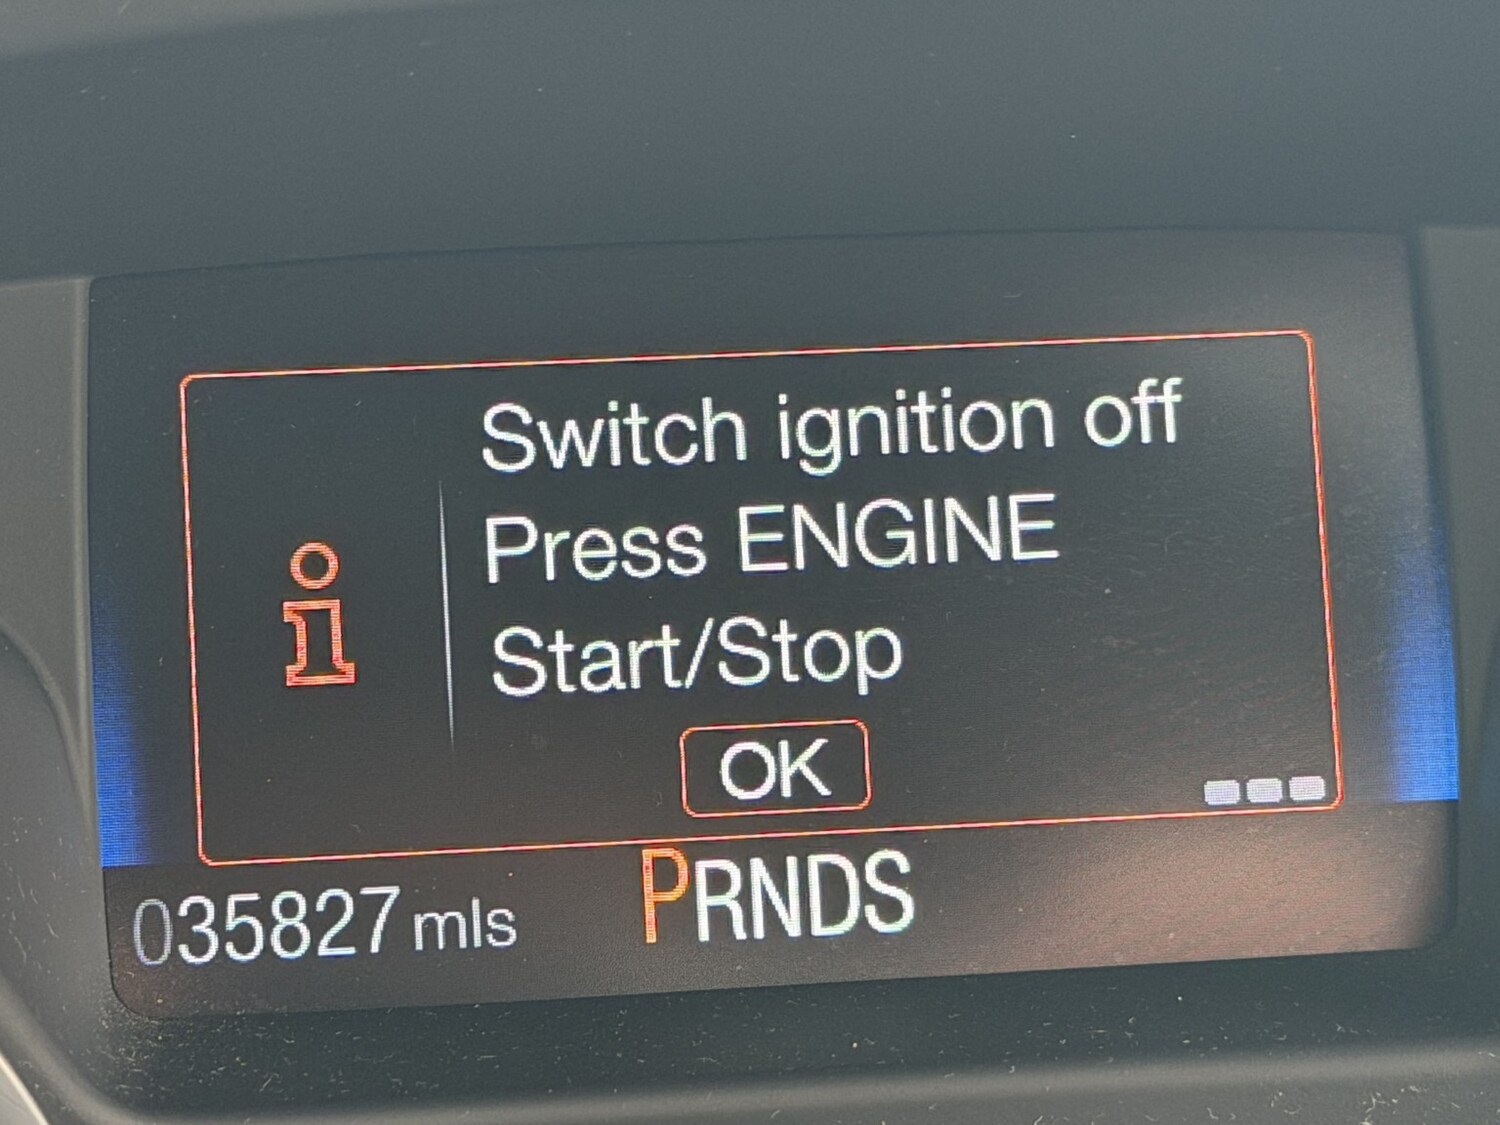 Switch ignition off
Press ENGINE
Start/Stop
OK
035827 mls
PRNDS